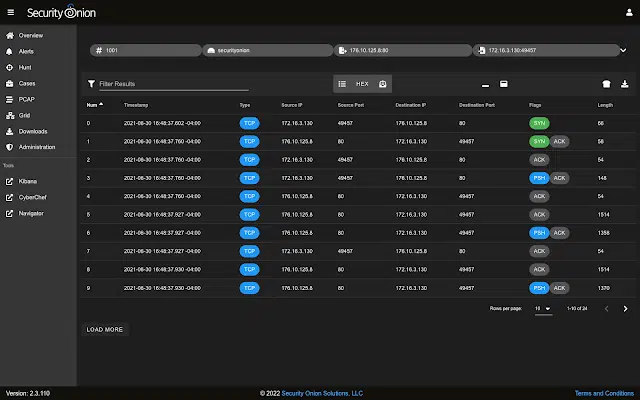 Security Onion
Overview
Alerts
Hunt
Cases
PCAP
Grid
Downloads
Administration
Tools
Kibana
CyberChef
Navigator
1001 securityonion 176.10.125.8:80 172.16.3.130:49457
Filter Results HEX
Num Timestamp Type Source IP Source Port Destination IP Destination Port Flags Length
0 2021-06-30 16:48:37.602 -04:00 TCP 172.16.3.130 49457 176.10.125.8 80 SYN 66
1 2021-06-30 16:48:37.760 -04:00 TCP 176.10.125.8 80 172.16.3.130 49457 SYN ACK 58
2 2021-06-30 16:48:37.760 -04:00 TCP 172.16.3.130 49457 176.10.125.8 80 ACK 54
3 2021-06-30 16:48:37.760 -04:00 TCP 172.16.3.130 49457 176.10.125.8 80 PSH ACK 148
4 2021-06-30 16:48:37.760 -04:00 TCP 176.10.125.8 80 172.16.3.130 49457 ACK 54
5 2021-06-30 16:48:37.927 -04:00 TCP 176.10.125.8 80 172.16.3.130 49457 ACK 1514
6 2021-06-30 16:48:37.927 -04:00 TCP 176.10.125.8 80 172.16.3.130 49457 PSH ACK 1358
7 2021-06-30 16:48:37.927 -04:00 TCP 172.16.3.130 49457 176.10.125.8 80 ACK 54
8 2021-06-30 16:48:37.930 -04:00 TCP 176.10.125.8 80 172.16.3.130 49457 ACK 1514
9 2021-06-30 16:48:37.930 -04:00 TCP 176.10.125.8 80 172.16.3.130 49457 PSH ACK 1370
Rows per page: 10 1-10 of 24
LOAD MORE
Version: 2.3.110 © 2022 Security Onion Solutions, LLC Terms and Conditions